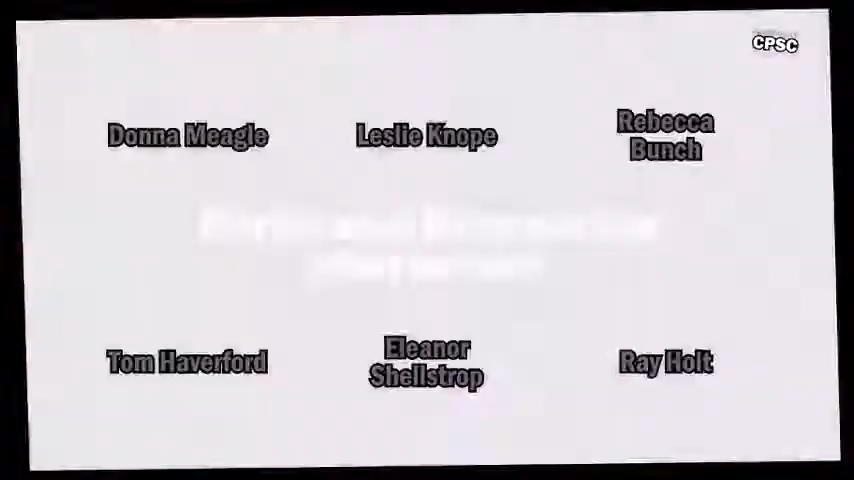 CPSC
Donna Meagle
Leslie Knope
Rebecca
Bunch
Tom Haverford
Eleanor
Shellstrop
Ray Holt